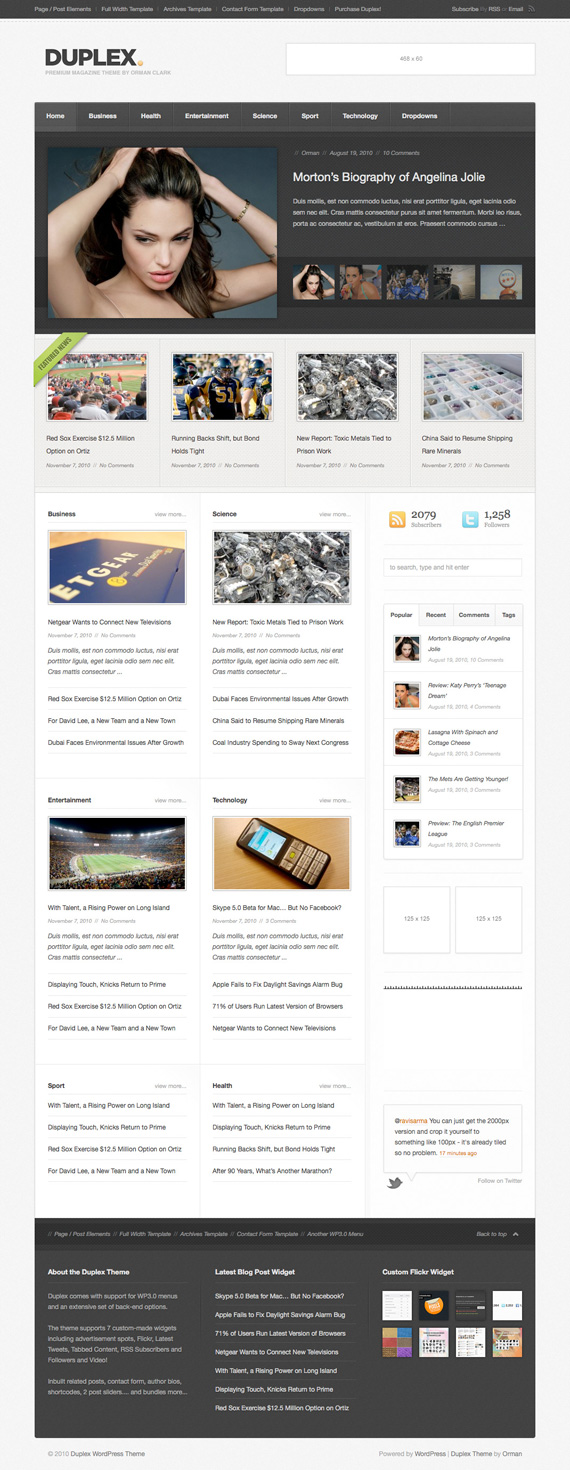 Page / Post Elements | Full Width Template | Archives Template | Contact Form Template | Dropdowns | Purchase Duplex!
Subscribe By RSS or Email
DUPLEX.
PREMIUM MAGAZINE THEME BY ORMAN CLARK
468 x 60
Home Business Health Entertainment Science Sport Technology Dropdowns
// Orman // August 19, 2010 // 10 Comments
Morton's Biography of Angelina Jolie
Duis mollis, est non commodo luctus, nisi erat porttitor ligula, eget lacinia odio
sem nec elit. Cras mattis consectetur purus sit amet fermentum. Morbi leo risus,
porta ac consectetur ac, vestibulum at eros. Praesent commodo cursus ...
FEATURED NEWS
Red Sox Exercise $12.5 Million
Option on Ortiz
November 7, 2010 // No Comments
51
Running Backs Shift, but Bond
Holds Tight
November 7, 2010 // No Comments
New Report: Toxic Metals Tied to
Prison Work
November 7, 2010 // No Comments
China Said to Resume Shipping
Rare Minerals
November 7, 2010 // No Comments
Business
view more...
ETGEAR
Netgear Wants to Connect New Televisions
November 7, 2010 // No Comments
Duis mollis, est non commodo luctus, nisi erat
porttitor ligula, eget lacinia odio sem nec elit.
Cras mattis consectetur ...
Red Sox Exercise $12.5 Million Option on Ortiz
For David Lee, a New Team and a New Town
Dubai Faces Environmental Issues After Growth
Science
view more...
New Report: Toxic Metals Tied to Prison Work
November 7, 2010 // No Comments
Duis mollis, est non commodo luctus, nisi erat
porttitor ligula, eget lacinia odio sem nec elit.
Cras mattis consectetur ...
Dubai Faces Environmental Issues After Growth
China Said to Resume Shipping Rare Minerals
Coal Industry Spending to Sway Next Congress
Entertainment
view more...
With Talent, a Rising Power on Long Island
November 7, 2010 // No Comments
Duis mollis, est non commodo luctus, nisi erat
porttitor ligula, eget lacinia odio sem nec elit.
Cras mattis consectetur ...
Displaying Touch, Knicks Return to Prime
Red Sox Exercise $12.5 Million Option on Ortiz
For David Lee, a New Team and a New Town
Technology
view more...
Skype 5.0 Beta for Mac... But No Facebook?
November 7, 2010 // 3 Comments
Duis mollis, est non commodo luctus, nisi erat
porttitor ligula, eget lacinia odio sem nec elit.
Cras mattis consectetur ...
Apple Fails to Fix Daylight Savings Alarm Bug
71% of Users Run Latest Version of Browsers
Netgear Wants to Connect New Televisions
Sport
view more...
With Talent, a Rising Power on Long Island
Displaying Touch, Knicks Return to Prime
Red Sox Exercise $12.5 Million Option on Ortiz
For David Lee, a New Team and a New Town
Health
view more...
With Talent, a Rising Power on Long Island
Displaying Touch, Knicks Return to Prime
Running Backs Shift, but Bond Holds Tight
After 90 Years, What's Another Marathon?
2079
Subscribers
1,258
Followers
to search, type and hit enter
Popular Recent Comments Tags
Morton's Biography of Angelina
Jolie
August 19, 2010, 10 Comments
Review: Katy Perry's "Teenage
Dream"
August 19, 2010, 4 Comments
Lasagna With Spinach and
Cottage Cheese
August 19, 2010, 3 Comments
The Mets Are Getting Younger!
August 19, 2010, 3 Comments
Preview: The English Premier
League
August 19, 2010, 3 Comments
125 x 125
125 x 125
@ravisarma You can just get the 2000px
version and crop it yourself to
something like 100px - it's already tiled
so no problem. 17 minutes ago
Follow on Twitter
// Page / Post Elements // Full Width Template // Archives Template // Contact Form Template // Another WP3.0 Menu
Back to top
About the Duplex Theme
Duplex comes with support for WP3.0 menus
and an extensive set of back-end options.
The theme supports 7 custom-made widgets
including advertisement spots, Flickr, Latest
Tweets, Tabbed Content, RSS Subscribers and
Followers and Video!
Inbuilt related posts, contact form, author bios,
shortcodes, 2 post sliders.... and bundles more...
Latest Blog Post Widget
Skype 5.0 Beta for Mac... But No Facebook?
Apple Fails to Fix Daylight Savings Alarm Bug
71% of Users Run Latest Version of Browsers
Netgear Wants to Connect New Televisions
With Talent, a Rising Power on Long Island
Displaying Touch, Knicks Return to Prime
Red Sox Exercise $12.5 Million Option on Ortiz
Custom Flickr Widget
© 2010 Duplex WordPress Theme
Powered by WordPress | Duplex Theme by Orman